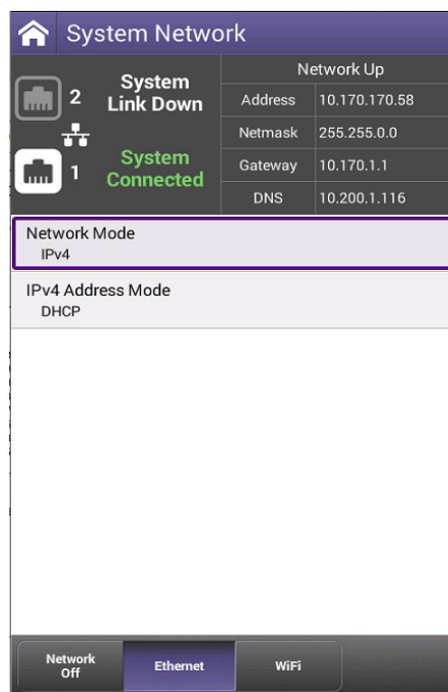 System Network
2
System
Link Down
1
System
Connected
Network Up
Address 10.170.170.58
Netmask 255.255.0.0
Gateway 10.170.1.1
DNS 10.200.1.116
Network Mode
IPv4
IPv4 Address Mode
DHCP
Network
Off
Ethernet
WiFi